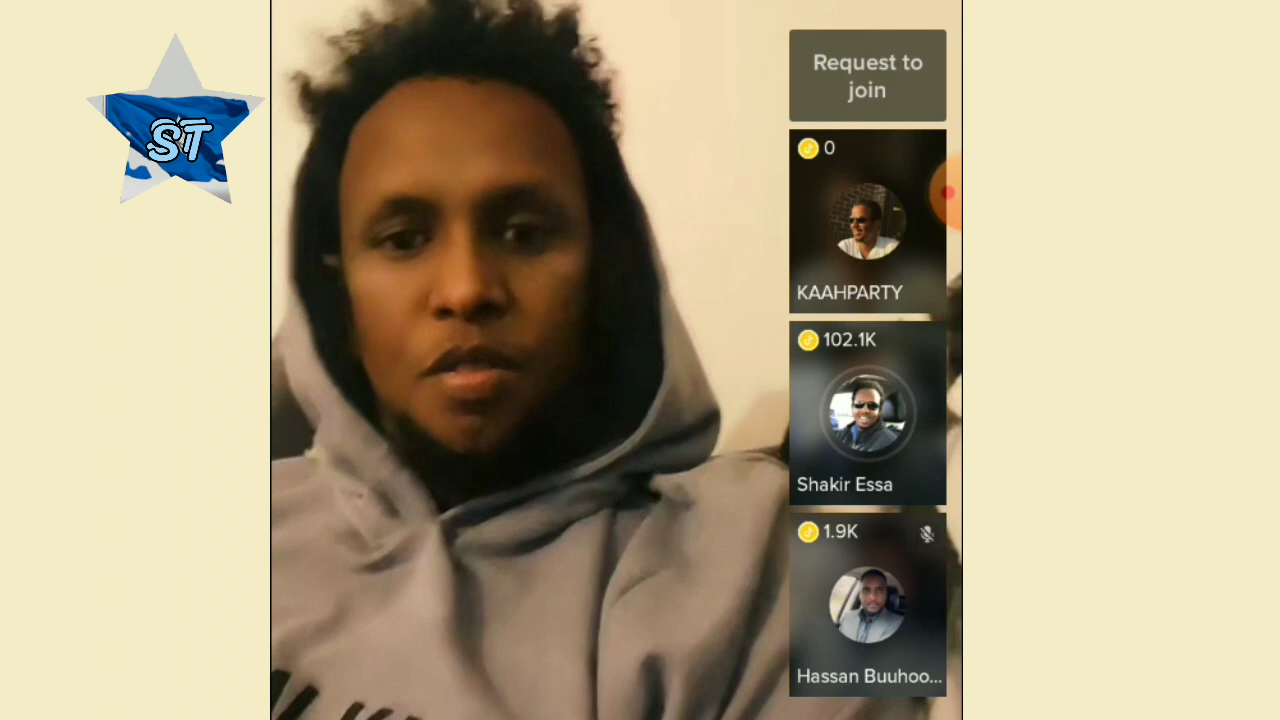 ST
Request to
join
0
KAAHPARTY
102.1K
Shakir Essa
1.9K
Hassan Buuhoo...